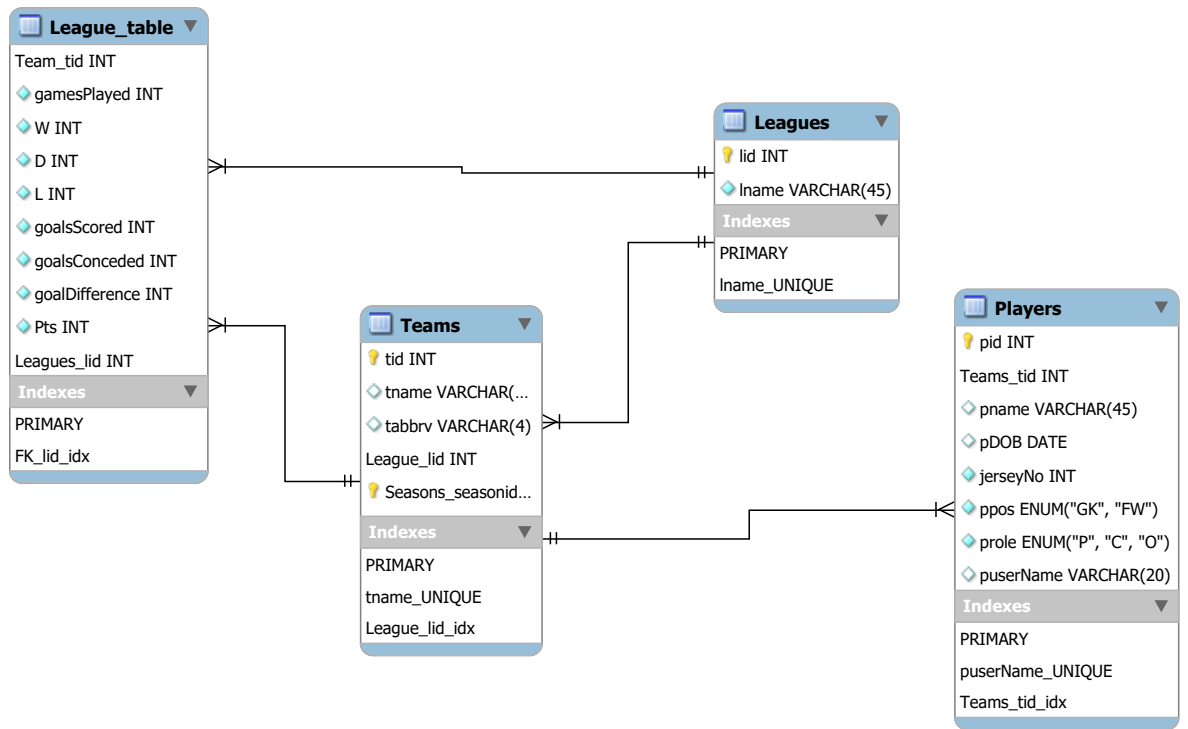 League_table
Team_tid INT
gamesPlayed INT
W INT
D INT
L INT
goalsScored INT
goalsConceded INT
goalDifference INT
Pts INT
Leagues_lid INT
Indexes
PRIMARY
FK_lid_idx
Teams
tid INT
tname VARCHAR(...
tabbrv VARCHAR(4)
League_lid INT
Seasons_seasonid...
Indexes
PRIMARY
tname_UNIQUE
League_lid_idx
Leagues
lid INT
lname VARCHAR(45)
Indexes
PRIMARY
lname_UNIQUE
Players
pid INT
Teams_tid INT
pname VARCHAR(45)
pDOB DATE
jerseyNo INT
ppos ENUM("GK", "FW")
prole ENUM("P", "C", "O")
puserName VARCHAR(20)
Indexes
PRIMARY
puserName_UNIQUE
Teams_tid_idx